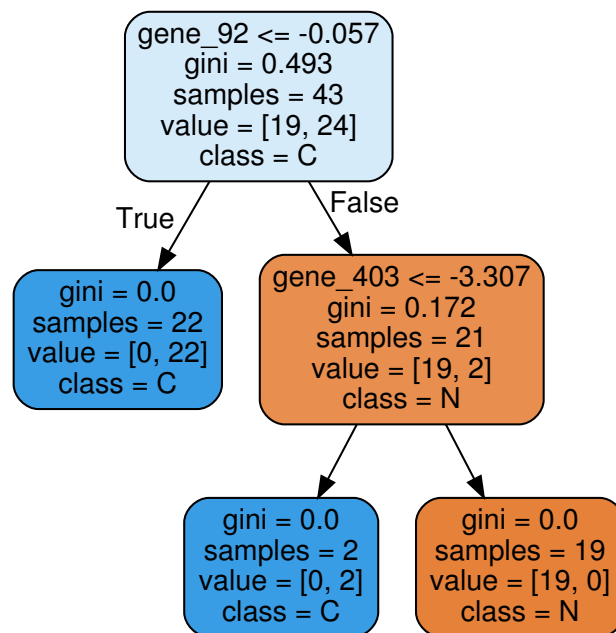 gene_92 <= -0.057
gini = 0.493
samples = 43
value = [19, 24]
class = C
True
False
gini = 0.0
samples = 22
value = [0, 22]
class = C
gene_403 <= -3.307
gini = 0.172
samples = 21
value = [19, 2]
class = N
gini = 0.0
samples = 2
value = [0, 2]
class = C
gini = 0.0
samples = 19
value = [19, 0]
class = N